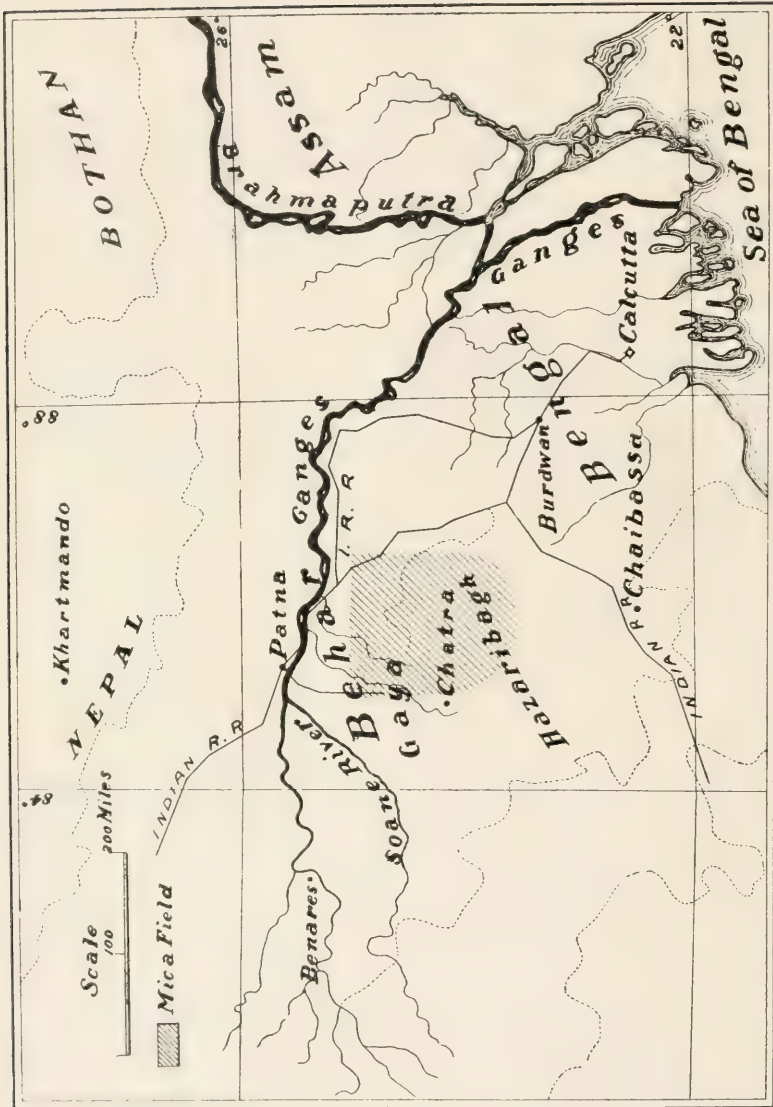 BOTHAN
26°
Assam
Brahmaputra
NEPAL
Khartmando
88°
84°
Scale
100
200 Miles
Mica Field
INDIAN R. R
Patna
Ganges
I. R. R
Behar
Gaya
Chatra
Hazaribagh
Soane River
Benares
Ganges
Bengal
Burdwan
Calcutta
Chaibassa
INDIAN R. R.
22°
Sea of Bengal